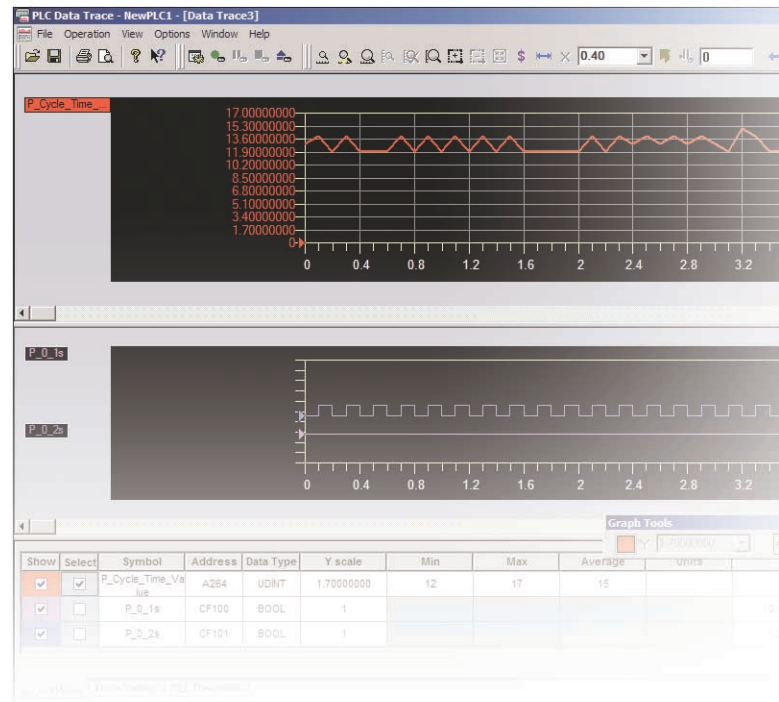 PLC Data Trace - NewPLC1 - [Data Trace3]
File Operation View Options Window Help
0.40 0
P_Cycle_Time_...
17.00000000
15.30000000
13.60000000
11.90000000
10.20000000
8.50000000
6.80000000
5.10000000
3.40000000
1.70000000
0
0 0.4 0.8 1.2 1.6 2 2.4 2.8 3.2
P_0_1s
P_0_2s
0 0.4 0.8 1.2 1.6 2 2.4 2.8 3.2
Graph Tools
Y 1.70000000
Show Select Symbol Address Data Type Y scale Min Max Average Units
P_Cycle_Time_Va
lue A264 UDINT 1.70000000 12 17 15
P_0_1s CF100 BOOL 1
P_0_2s CF101 BOOL 1